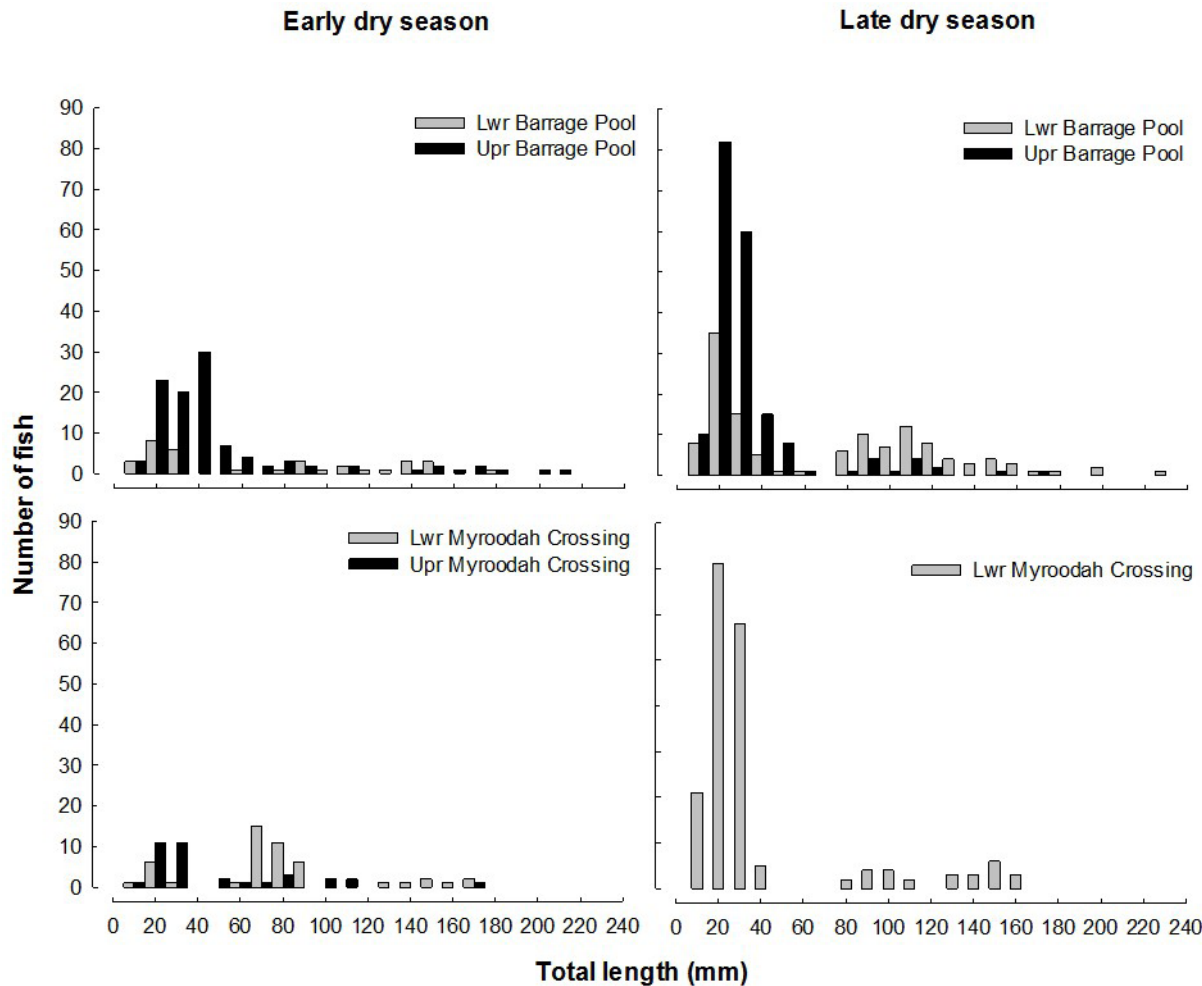 Early dry season
Late dry season
Lwr Barrage Pool
Upr Barrage Pool
90
80
70
60
50
40
30
20
10
0
Lwr Barrage Pool
Upr Barrage Pool
Number of fish
Lwr Myroodah Crossing
Upr Myroodah Crossing
90
80
70
60
50
40
30
20
10
0
Lwr Myroodah Crossing
0 20 40 60 80 100 120 140 160 180 200 220 240
0 20 40 60 80 100 120 140 160 180 200 220 240
Total length (mm)